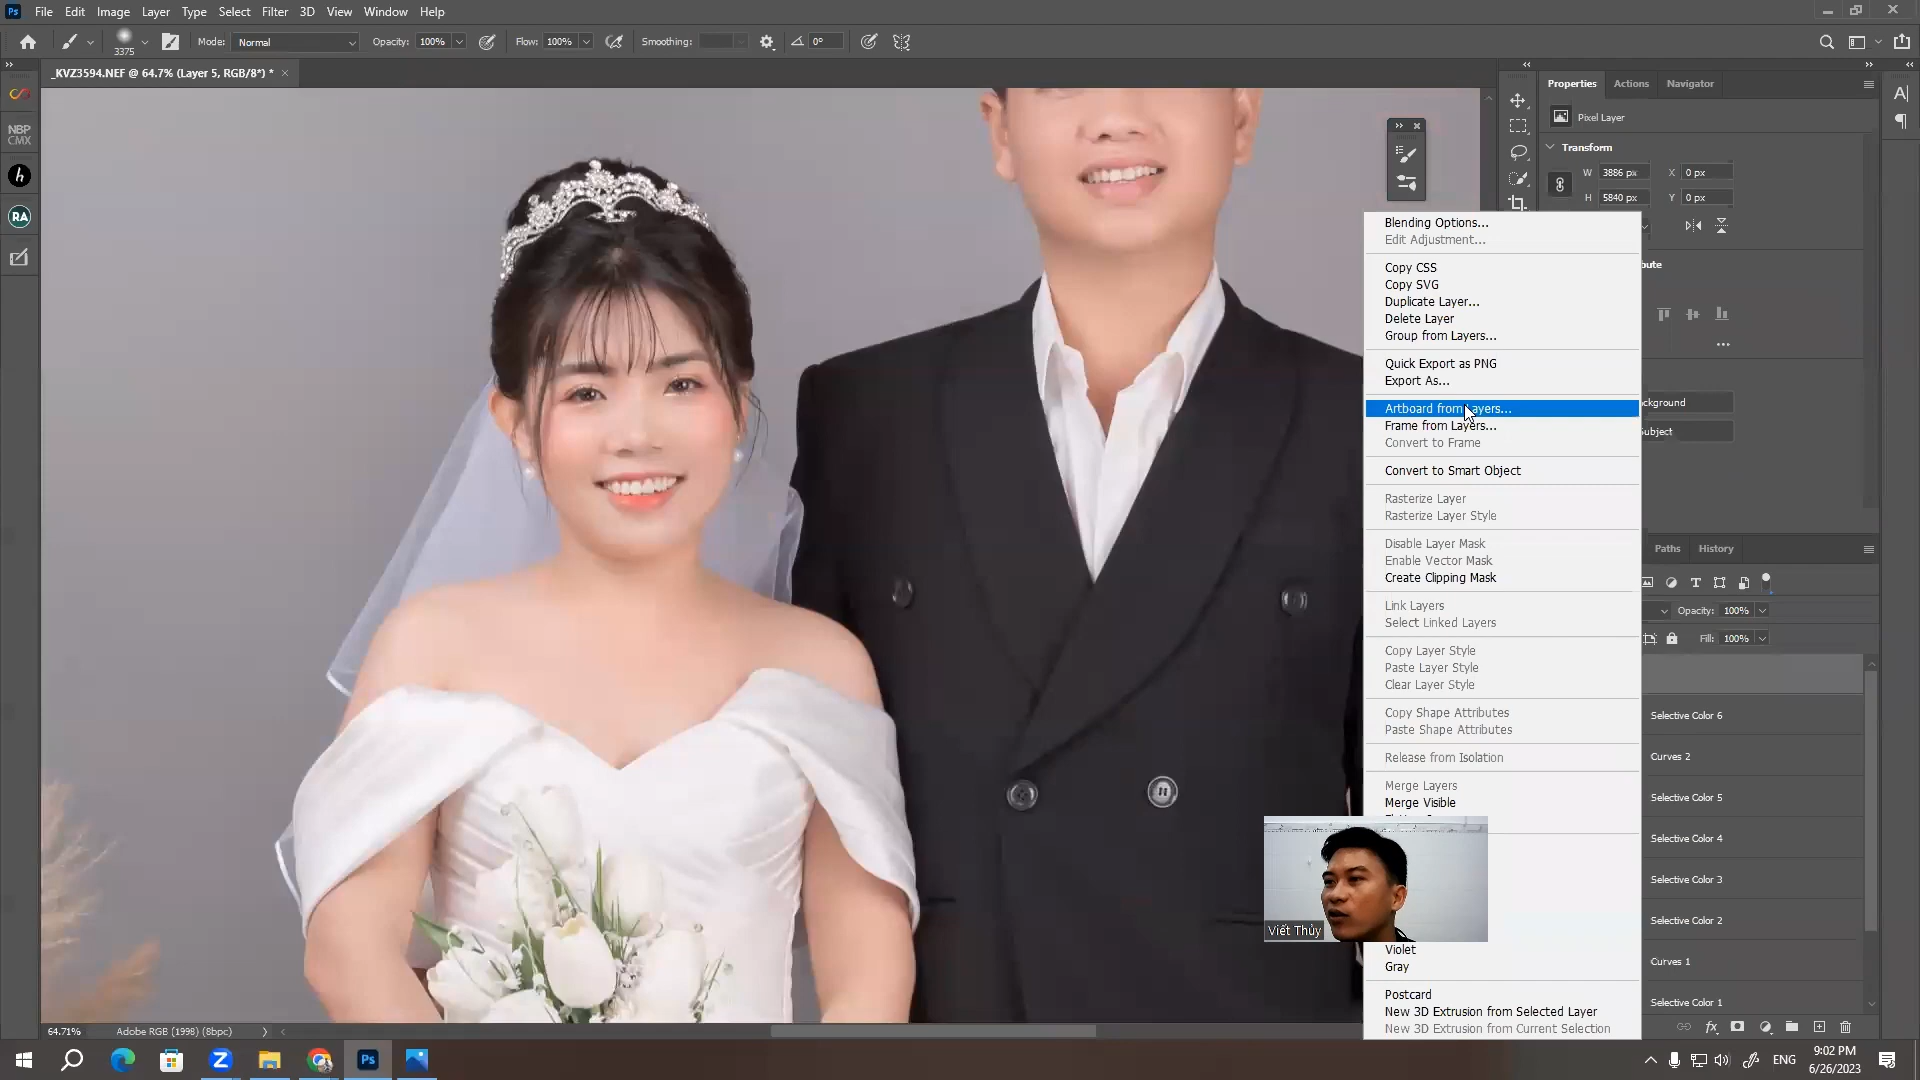 Ps File Edit Image Layer Type Select Filter 3D View Window Help
3375 Mode: Normal Opacity: 100% Flow: 100% Smoothing: 0°
_KVZ3594.NEF @ 64.7% (Layer 5, RGB/8*) *
NBP
CMX
h
RA
Properties Actions Navigator
Pixel Layer
Transform
W 3886 px X 0 px
H 5840 px Y 0 px
Blending Options...
Edit Adjustment...
Copy CSS
Copy SVG
Duplicate Layer...
Delete Layer
Group from Layers...
Quick Export as PNG
Export As...
Artboard from Layers...
Frame from Layers...
Convert to Frame
Convert to Smart Object
Rasterize Layer
Rasterize Layer Style
Disable Layer Mask
Enable Vector Mask
Create Clipping Mask
Link Layers
Select Linked Layers
Copy Layer Style
Paste Layer Style
Clear Layer Style
Copy Shape Attributes
Paste Shape Attributes
Release from Isolation
Merge Layers
Merge Visible
Violet
Gray
Postcard
New 3D Extrusion from Selected Layer
New 3D Extrusion from Current Selection
Viết Thủy
bute
ckground
ubject
Paths History
Opacity: 100%
Fill: 100%
Selective Color 6
Curves 2
Selective Color 5
Selective Color 4
Selective Color 3
Selective Color 2
Curves 1
Selective Color 1
fx
64.71% Adobe RGB (1998) (8bpc)
Ps
ENG
9:02 PM
6/26/2023